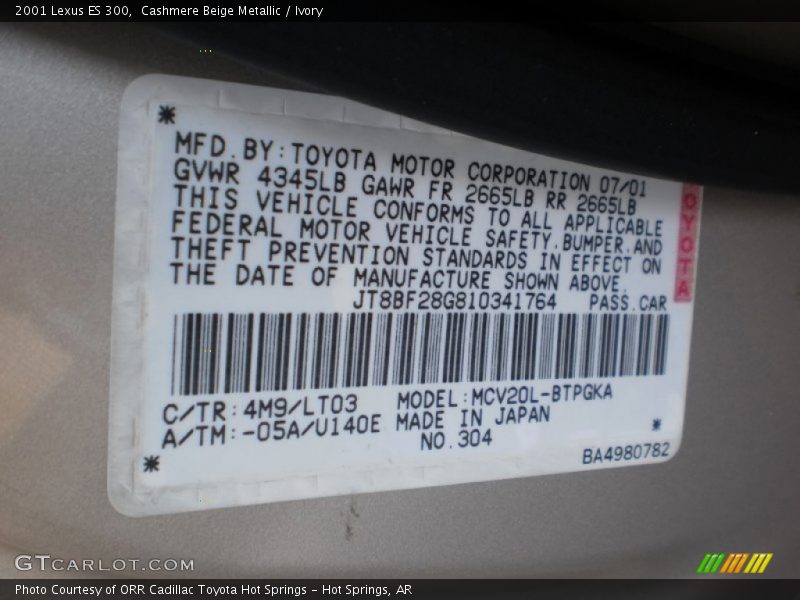 2001 Lexus ES 300, Cashmere Beige Metallic / Ivory
MFD. BY: TOYOTA MOTOR CORPORATION 07/01
GVWR 4345LB GAWR FR 2665LB RR 2665LB
THIS VEHICLE CONFORMS TO ALL APPLICABLE
FEDERAL MOTOR VEHICLE SAFETY, BUMPER, AND
THEFT PREVENTION STANDARDS IN EFFECT ON
THE DATE OF MANUFACTURE SHOWN ABOVE.
JT8BF28G810341764 PASS. CAR
TOYOTA
C/TR: 4M9/LT03 MODEL: MCV20L-BTPGKA
A/TM: -05A/U140E MADE IN JAPAN
NO. 304
BA4980782
GTCARLOT.COM
Photo Courtesy of ORR Cadillac Toyota Hot Springs - Hot Springs, AR